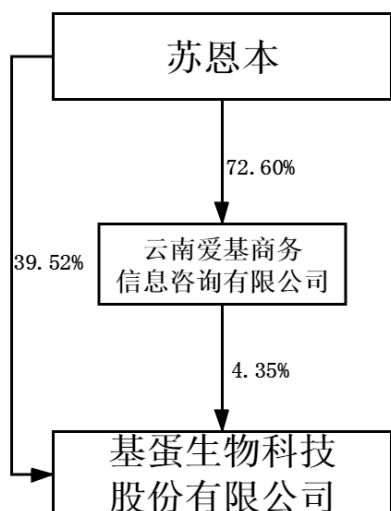 苏恩本
72.60%
云南爱基商务
信息咨询有限公司
39.52%
4.35%
基蛋生物科技
股份有限公司